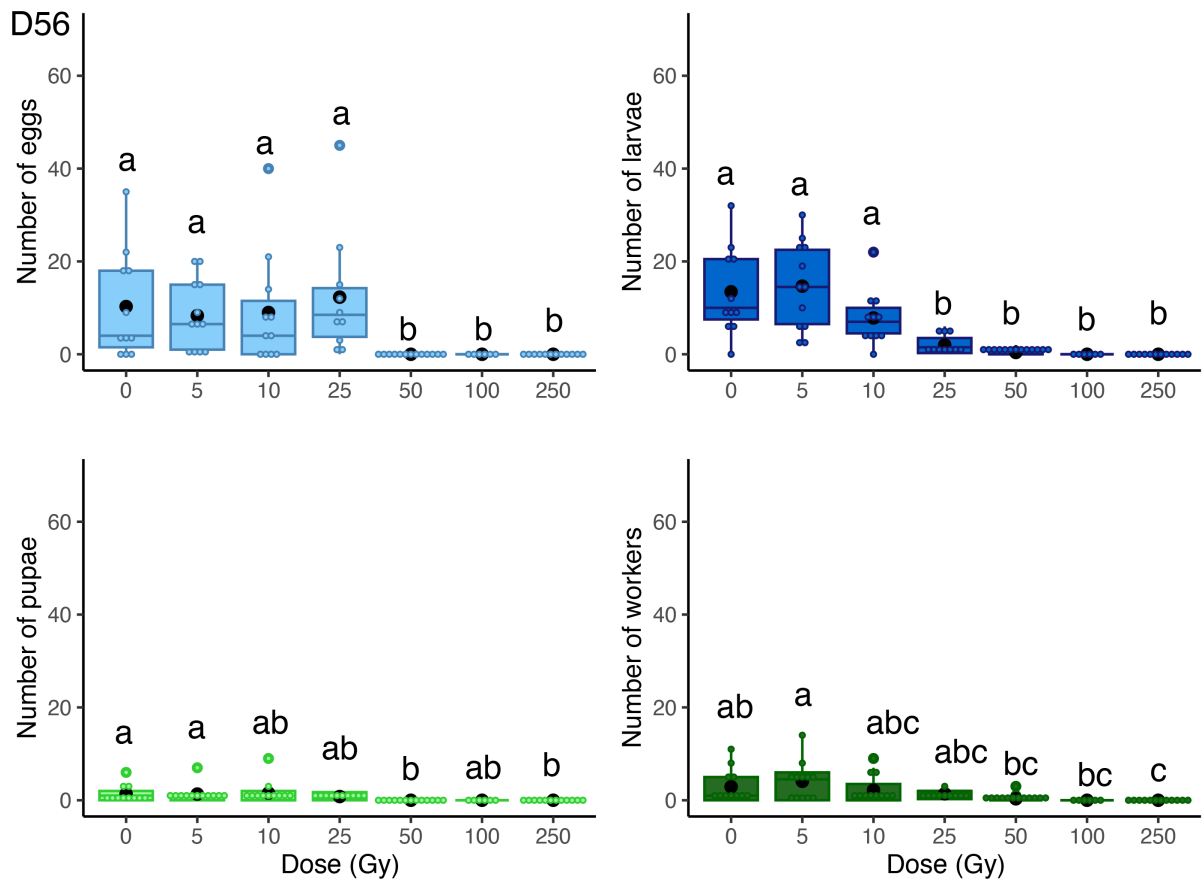 D56
Number of eggs
60
40
20
0
a
a
a
a
b
b
b
0 5 10 25 50 100 250
Number of larvae
60
40
20
0
a
a
a
b
b
b
b
0 5 10 25 50 100 250
Number of pupae
60
40
20
0
a
a
ab
ab
b
ab
b
0 5 10 25 50 100 250
Dose (Gy)
Number of workers
60
40
20
0
ab
a
abc
abc
bc
bc
c
0 5 10 25 50 100 250
Dose (Gy)